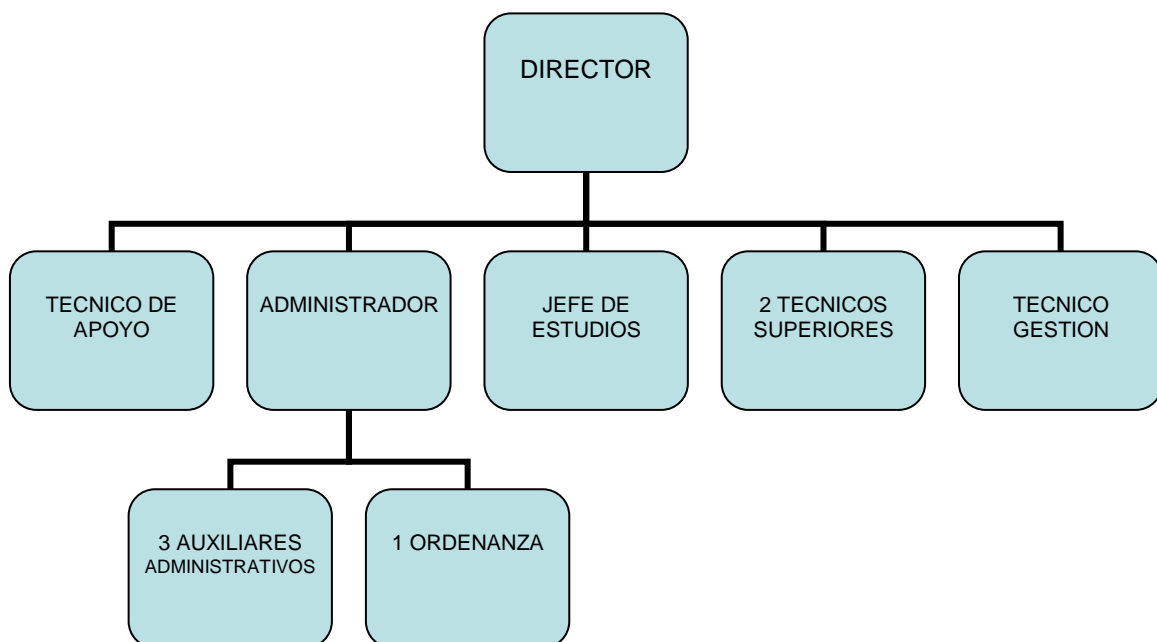 DIRECTOR
TECNICO DE
APOYO
ADMINISTRADOR
JEFE DE
ESTUDIOS
2 TECNICOS
SUPERIORES
TECNICO
GESTION
3 AUXILIARES
ADMINISTRATIVOS
1 ORDENANZA